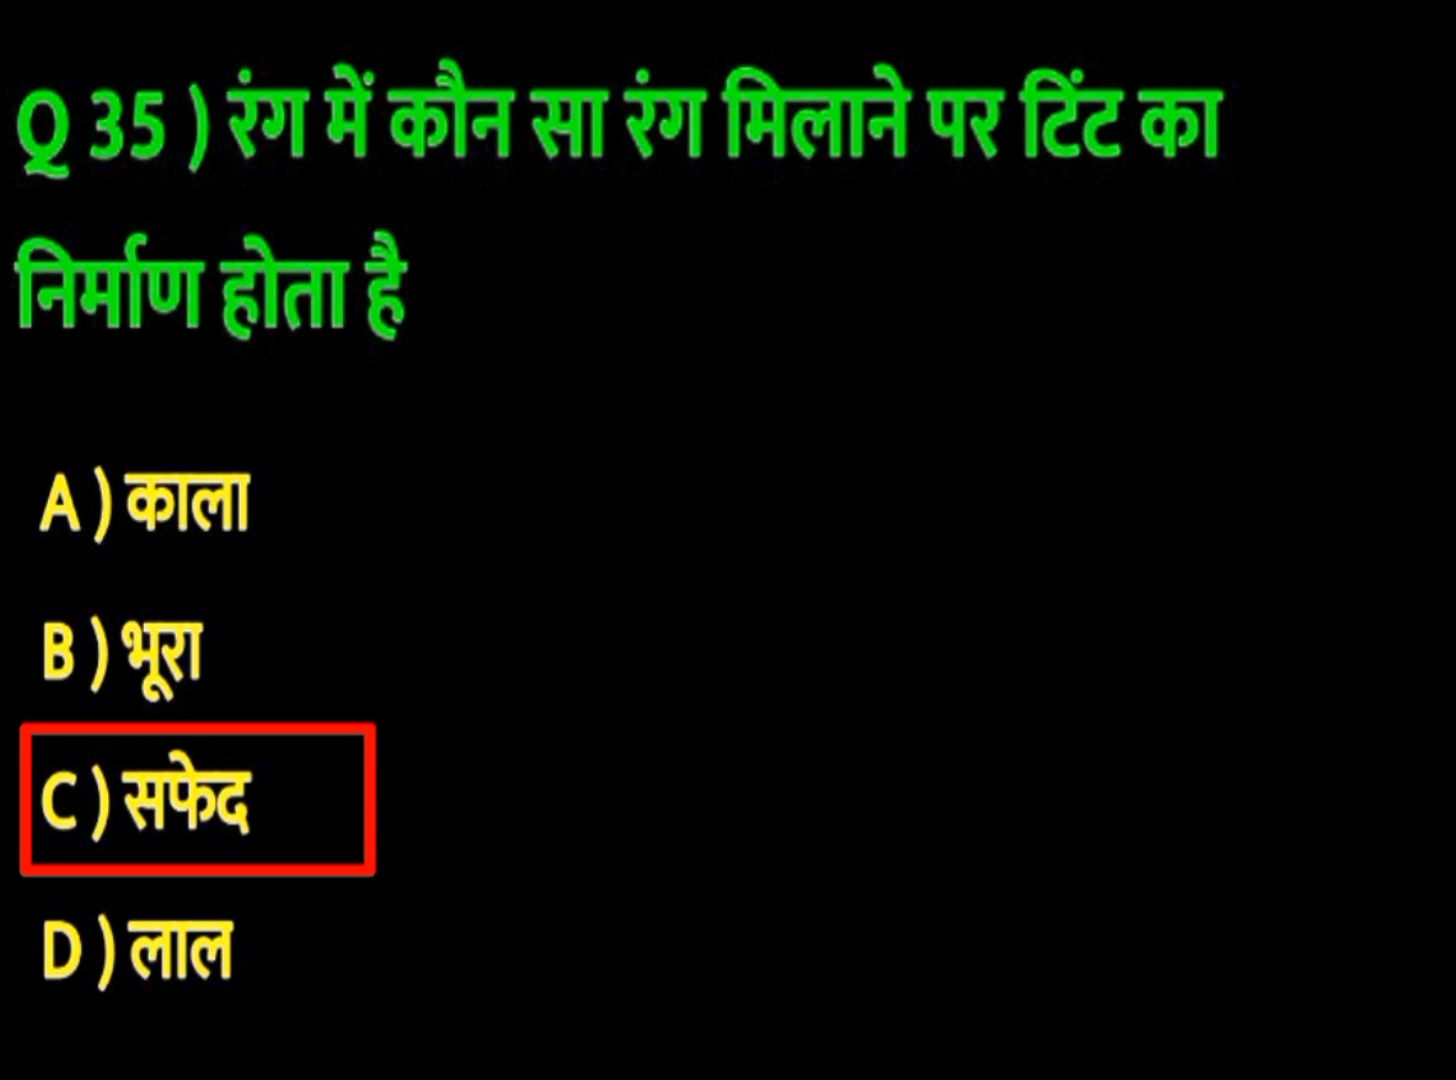 Q 35 ) रंग में कौन सा रंग मिलाने पर टिंट का
निर्माण होता है
A ) काला
B ) भूरा
C ) सफेद
D ) लाल